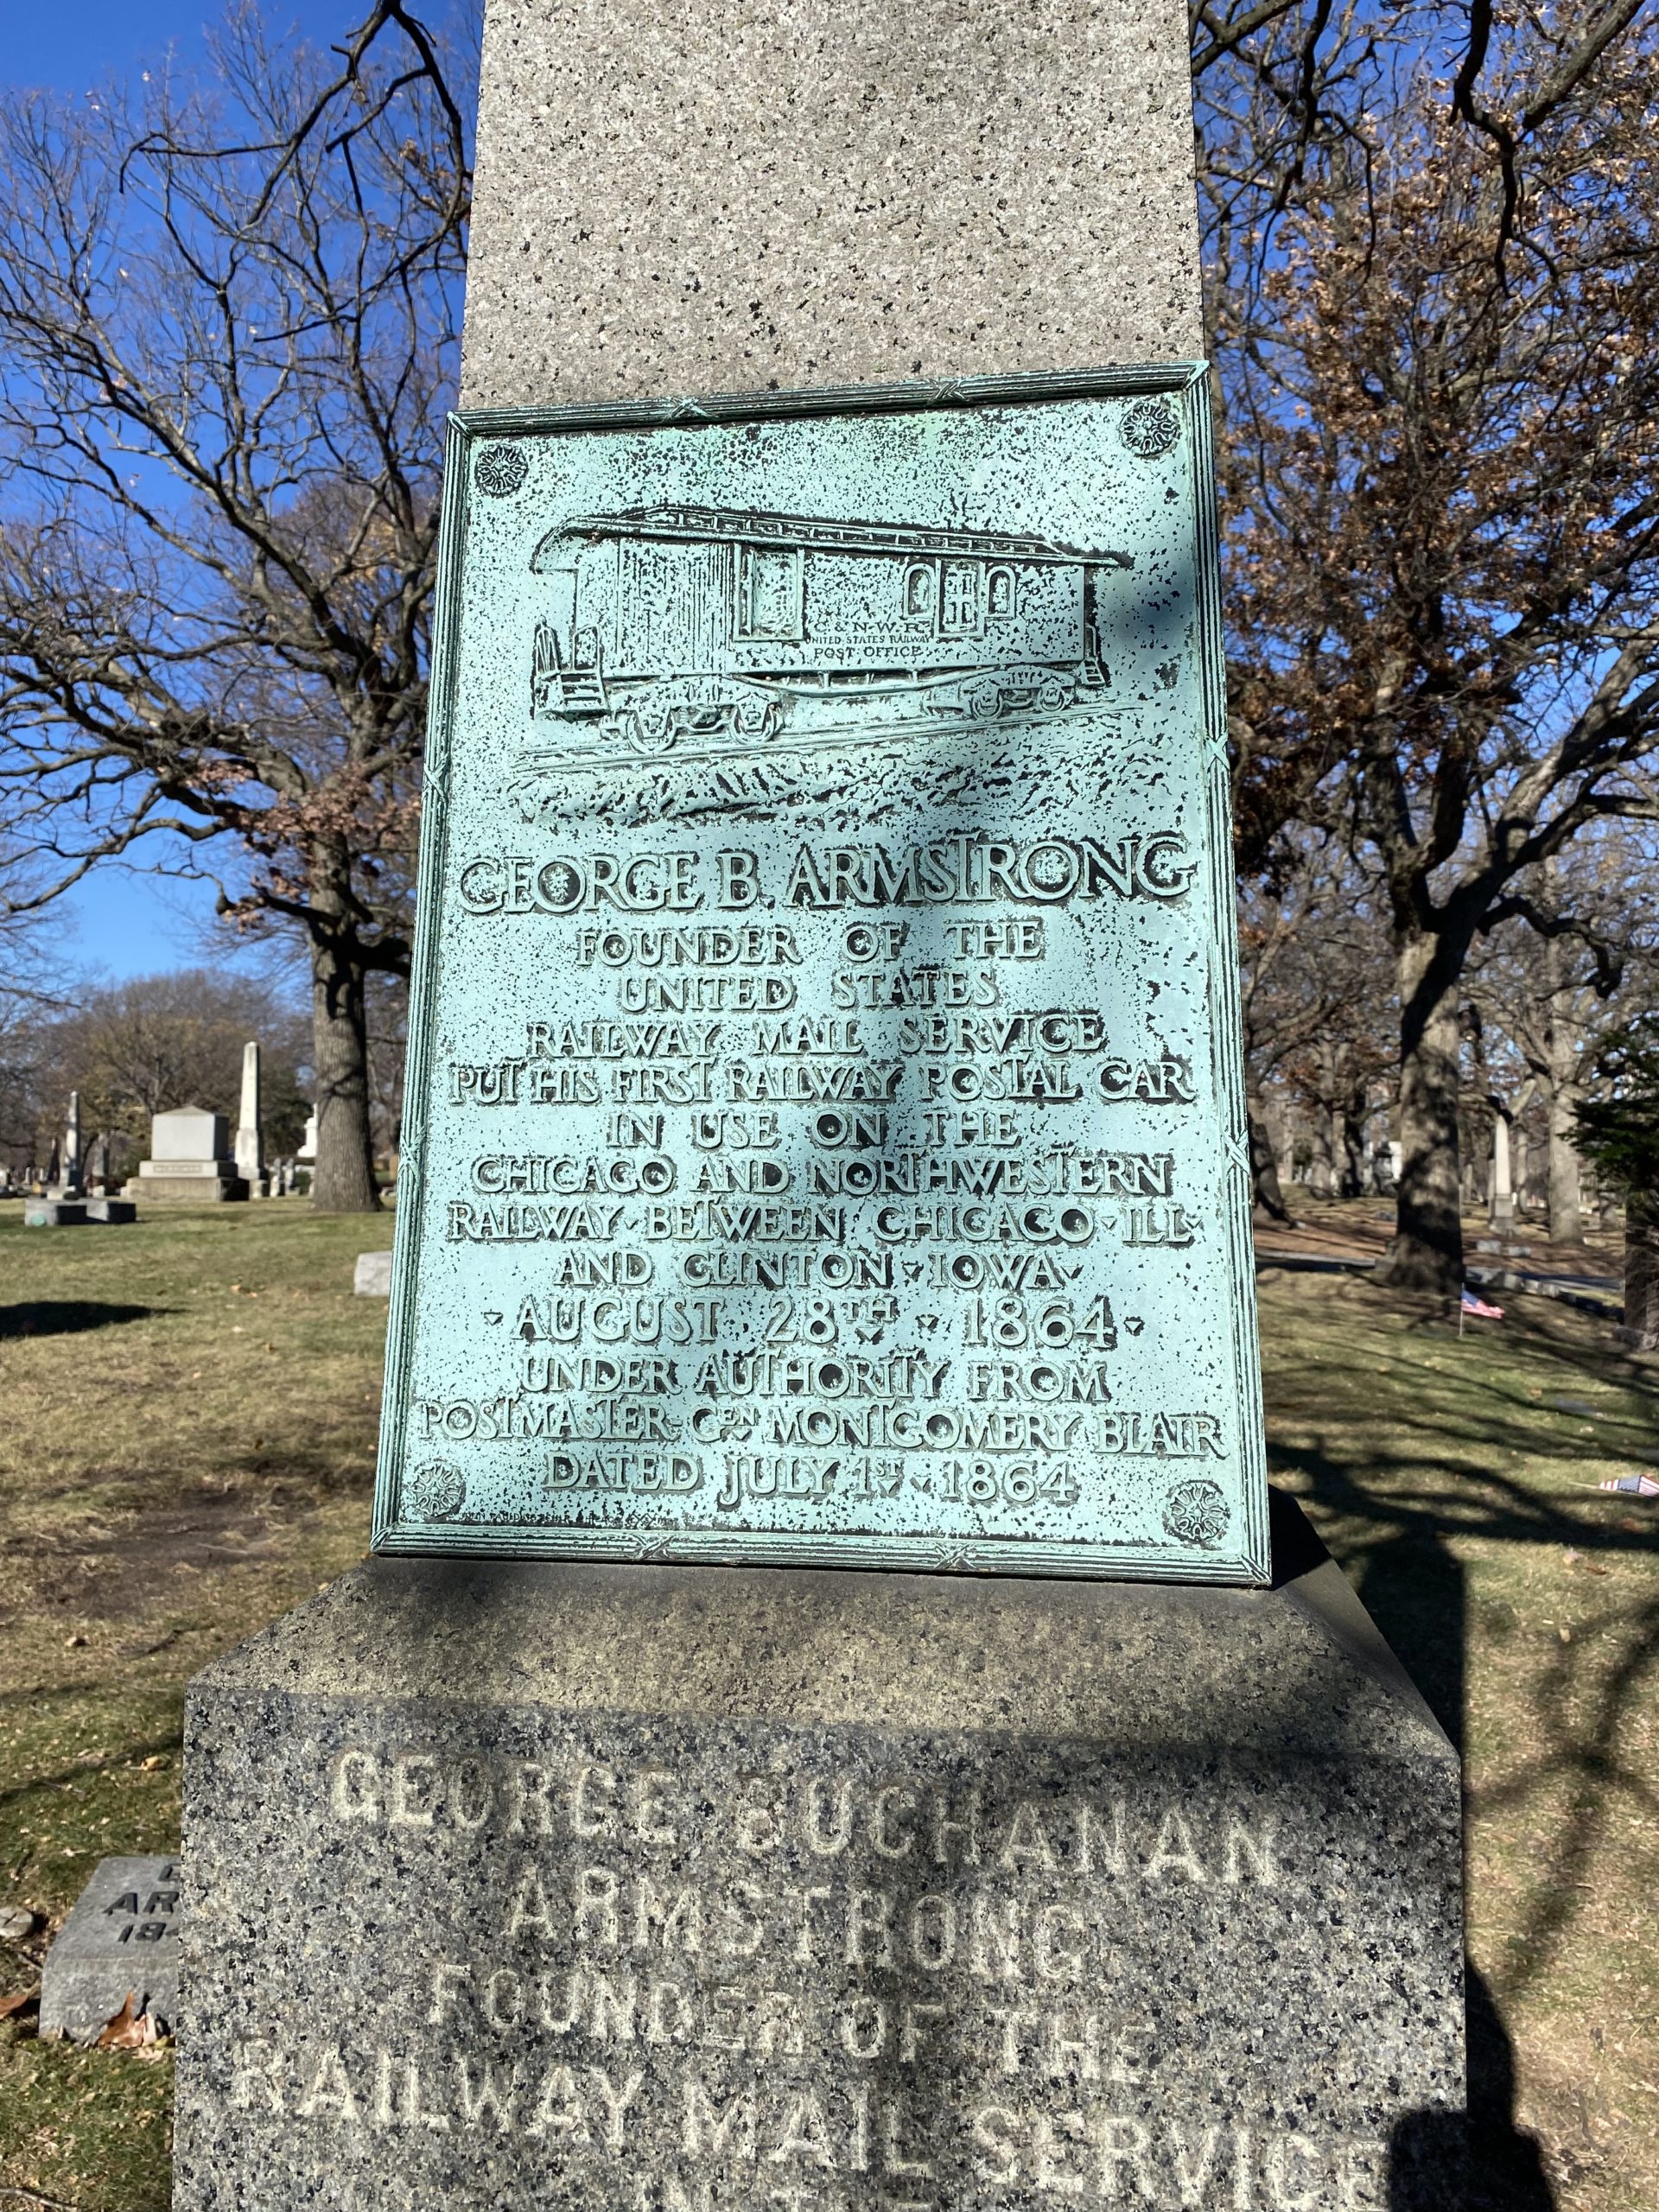 C & N-W. R.
UNITED STATES RAILWAY
POST OFFICE
GEORGE B. ARMSTRONG
FOUNDER OF THE
UNITED STATES
RAILWAY MAIL SERVICE
PUT HIS FIRST RAILWAY POSTAL CAR
IN USE ON THE
CHICAGO AND NORTHWESTERN
RAILWAY BETWEEN CHICAGO ILL
AND CLINTON IOWA
AUGUST 28TH 1864
UNDER AUTHORITY FROM
POSTMASTER-GEN MONTGOMERY BLAIR
DATED JULY 1ST 1864
GEORGE BUCHANAN
ARMSTRONG
FOUNDER OF THE
RAILWAY MAIL SERVICE